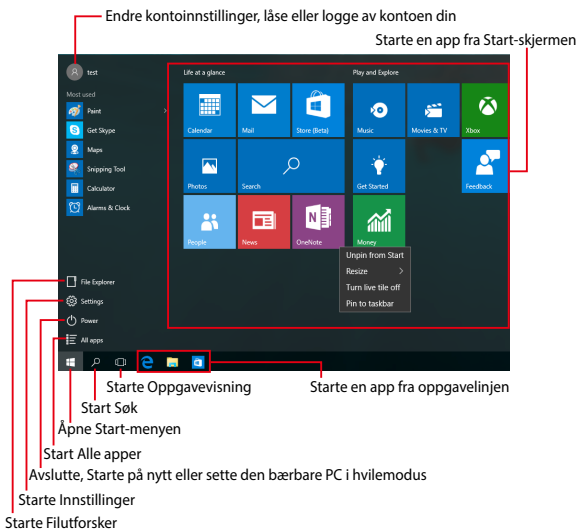 Endre kontoinnstillinger, låse eller logge av kontoen din
Starte en app fra Start-skjermen
test
Life at a glance
Play and Explore
Most used
Paint
Get Skype
Maps
Snipping Tool
Calculator
Alarms & Clock
Calendar
Mail
Store (Beta)
Music
Movies & TV
Xbox
Photos
Search
Get Started
Feedback
People
News
OneNote
Money
Unpin from Start
Resize
Turn live tile off
Pin to taskbar
File Explorer
Settings
Power
All apps
Starte Oppgavevisning
Starte en app fra oppgavelinjen
Start Søk
Åpne Start-menyen
Start Alle apper
Avslutte, Starte på nytt eller sette den bærbare PC i hvilemodus
Starte Innstillinger
Starte Filutforsker